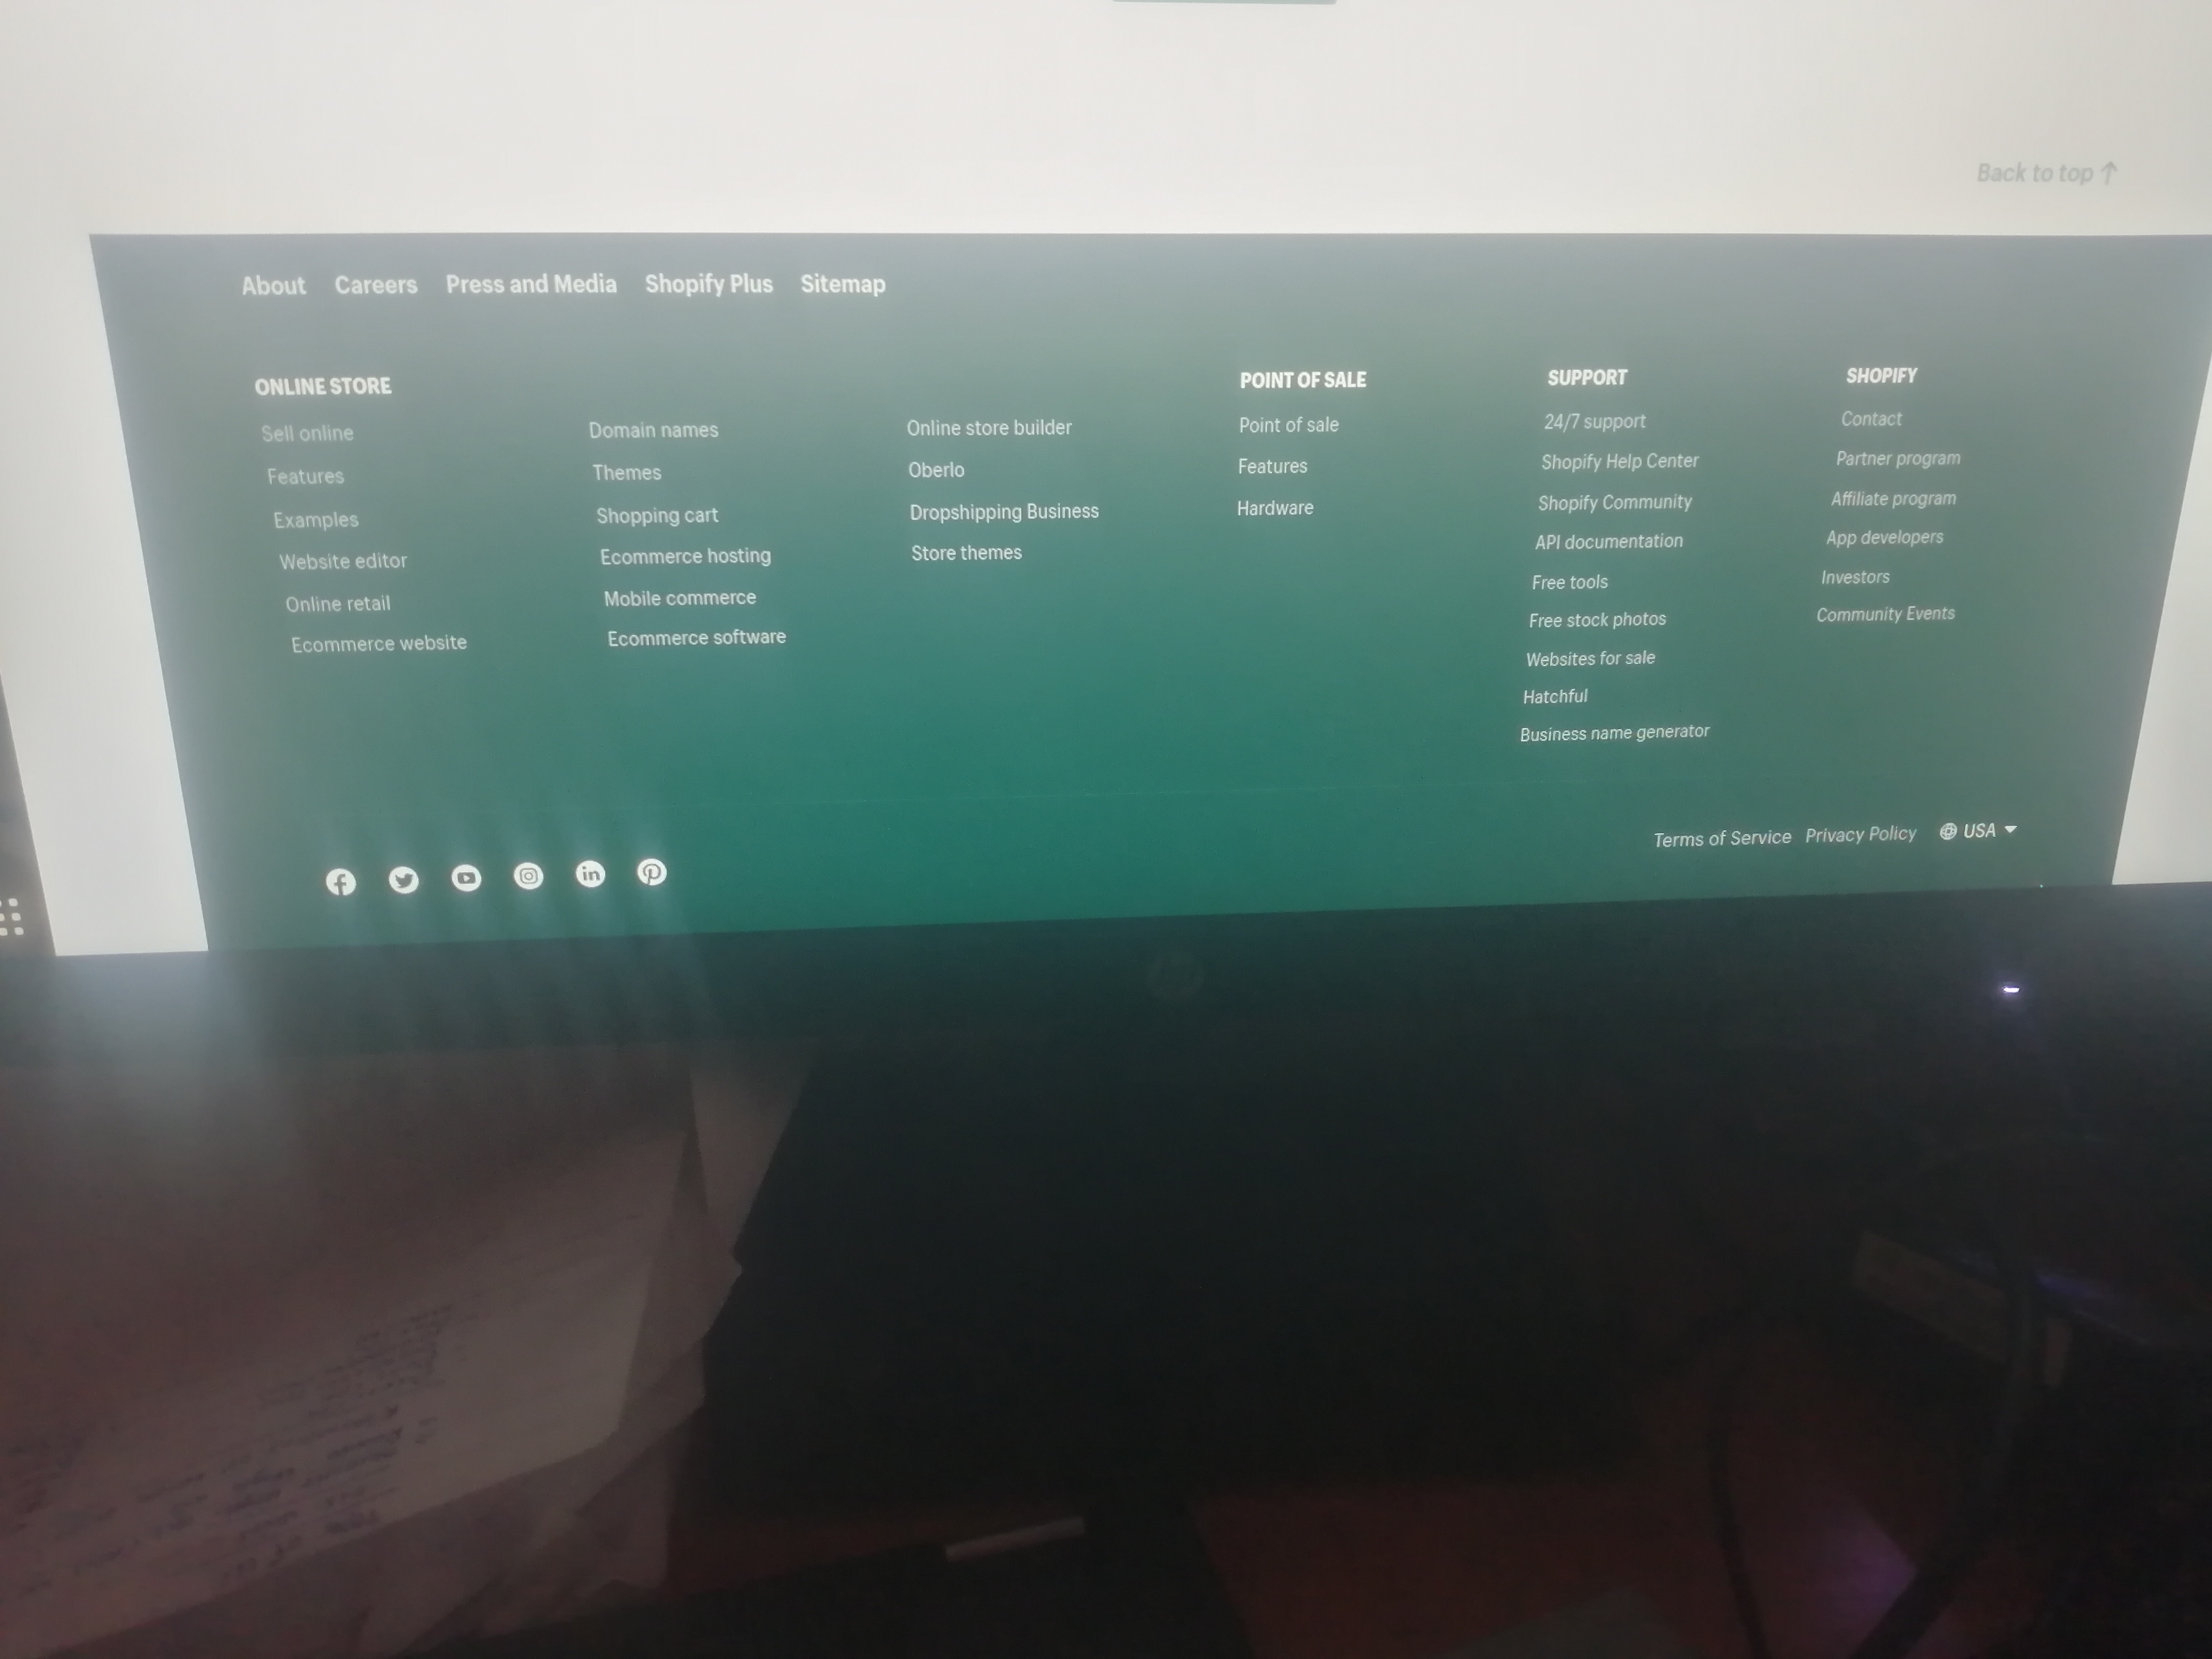 Back to top ↑
About Careers Press and Media Shopify Plus Sitemap
ONLINE STORE
Sell online
Features
Examples
Website editor
Online retail
Ecommerce website
Domain names
Themes
Shopping cart
Ecommerce hosting
Mobile commerce
Ecommerce software
Online store builder
Oberlo
Dropshipping Business
Store themes
POINT OF SALE
Point of sale
Features
Hardware
SUPPORT
24/7 support
Shopify Help Center
Shopify Community
API documentation
Free tools
Free stock photos
Websites for sale
Hatchful
Business name generator
SHOPIFY
Contact
Partner program
Affiliate program
App developers
Investors
Community Events
Terms of Service Privacy Policy USA